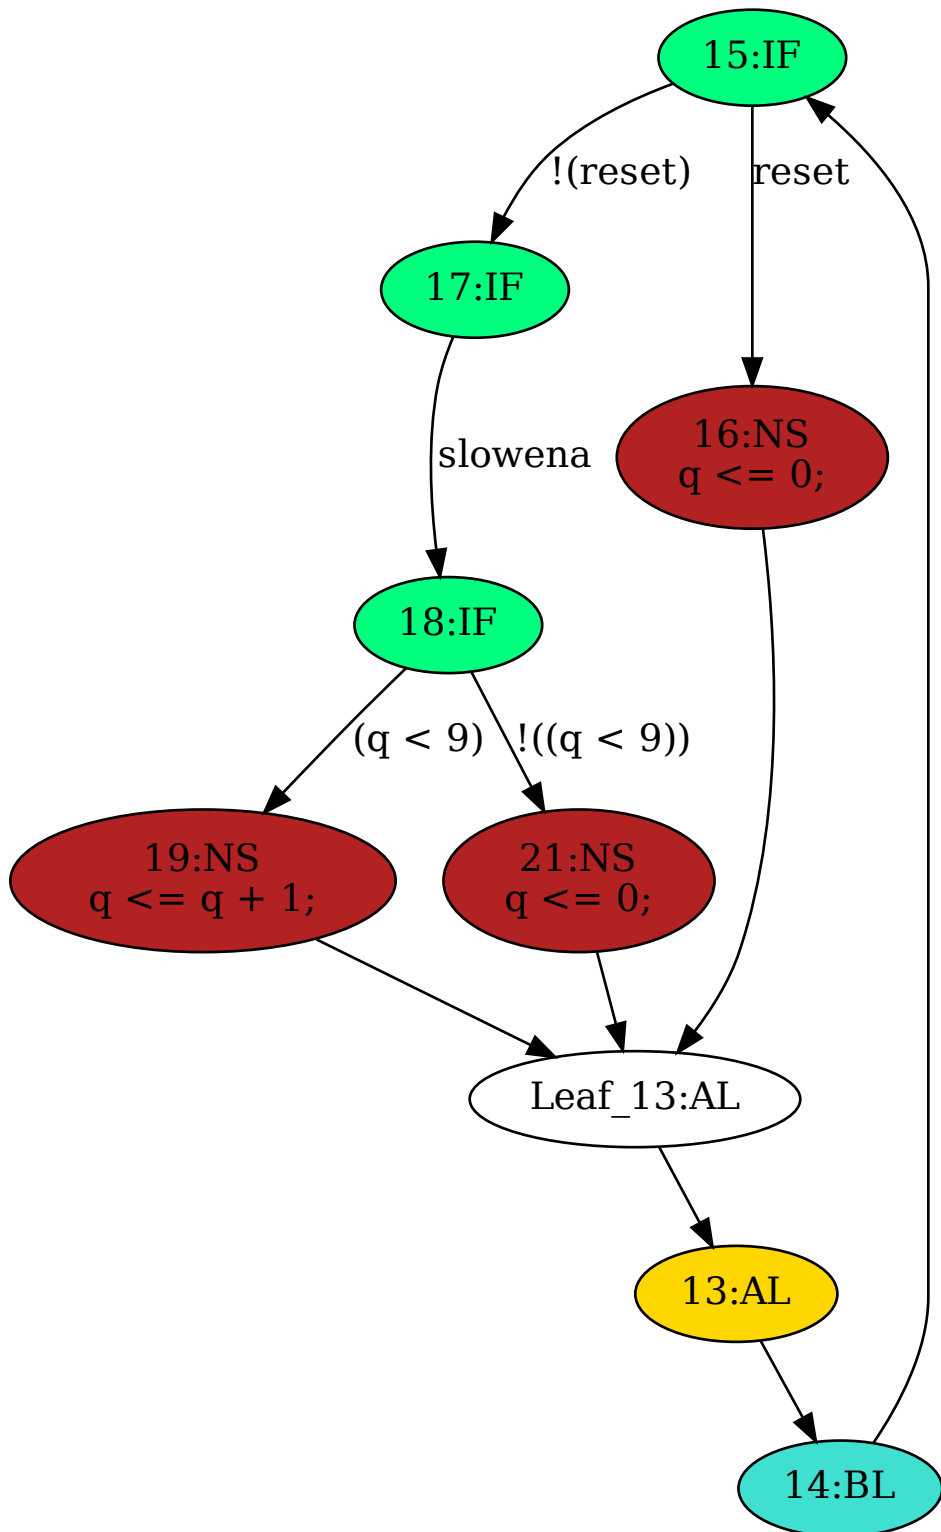 15:IF
!(reset)
reset
17:IF
16:NS
q <= 0;
slowena
18:IF
(q < 9)
!((q < 9))
19:NS
q <= q + 1;
21:NS
q <= 0;
Leaf_13:AL
13:AL
14:BL